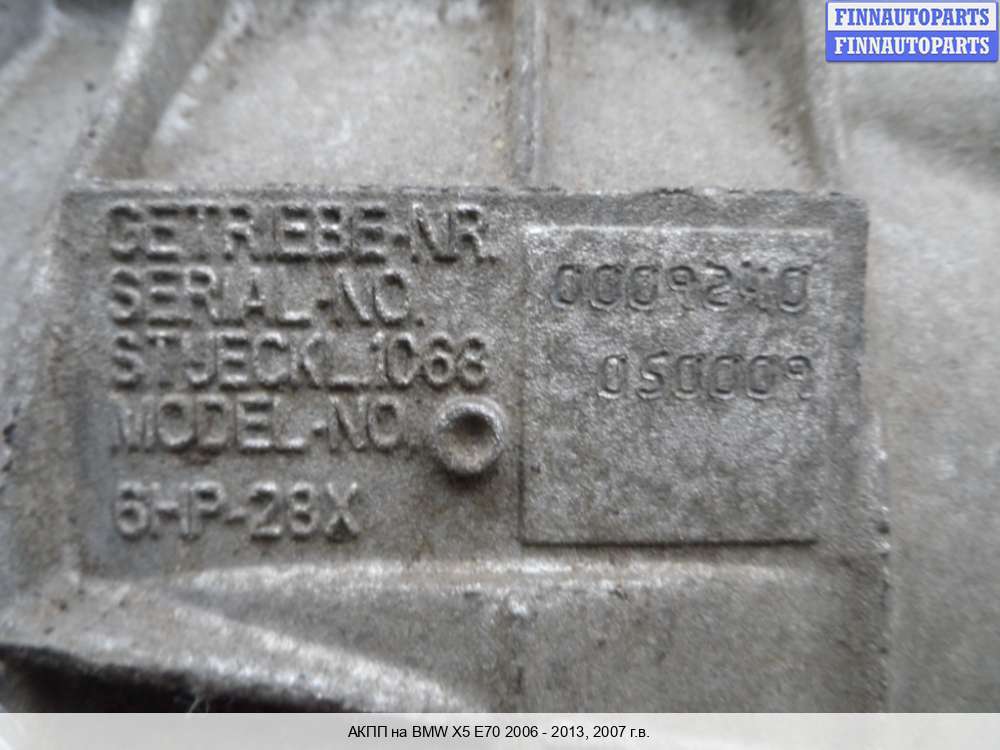 FINNAUTOPARTS
FINNAUTOPARTS
GETRIEBE-NR.
SERIAL-NO.
0009240
STUECKL.1068
050009
MODEL-NO.
6HP-28X
АКПП на BMW X5 E70 2006 - 2013, 2007 г.в.